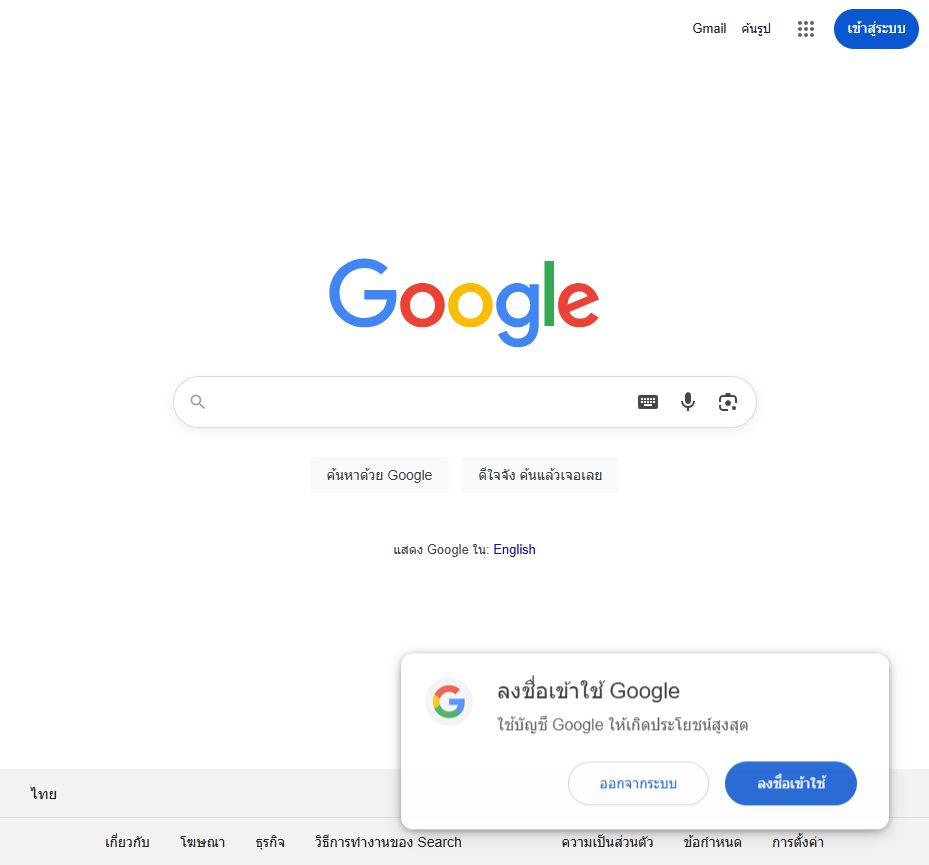 Gmail ค้นรูป เข้าสู่ระบบ
Google
ค้นหาด้วย Google ดีใจจัง ค้นแล้วเจอเลย
แสดง Google ใน: English
ลงชื่อเข้าใช้ Google
ใช้บัญชี Google ให้เกิดประโยชน์สูงสุด
ออกจากระบบ ลงชื่อเข้าใช้
ไทย
เกี่ยวกับ โฆษณา ธุรกิจ วิธีการทำงานของ Search ความเป็นส่วนตัว ข้อกำหนด การตั้งค่า